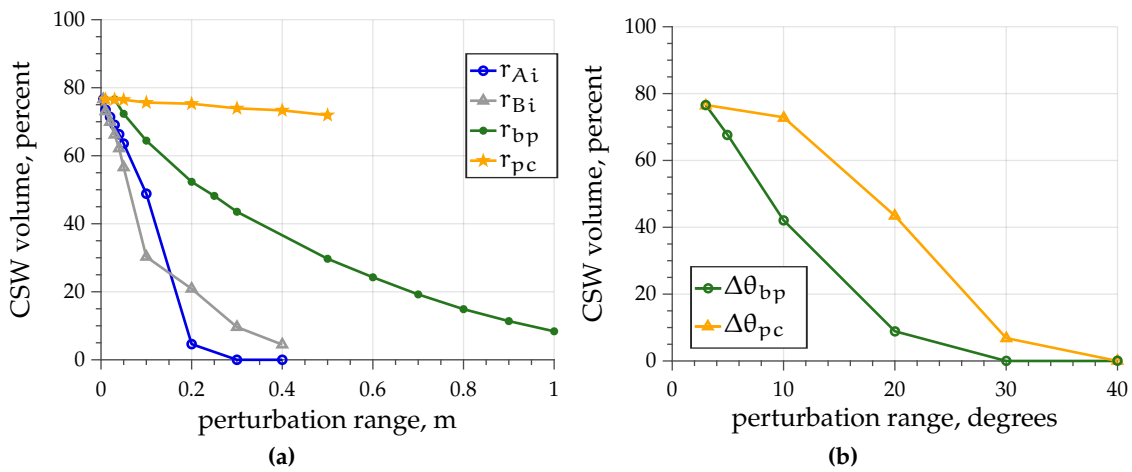 100
80
60
40
20
0
CSW volume, percent
r_Ai
r_Bi
r_bp
r_pc
0 0.2 0.4 0.6 0.8 1
perturbation range, m
(a)
100
80
60
40
20
0
CSW volume, percent
Δθ_bp
Δθ_pc
0 10 20 30 40
perturbation range, degrees
(b)